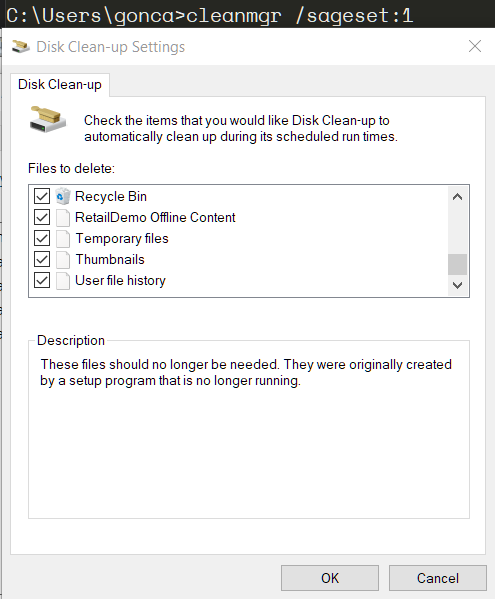 C:\Users\gonca>cleanmgr /sageset:1
Disk Clean-up Settings
Disk Clean-up
Check the items that you would like Disk Clean-up to
automatically clean up during its scheduled run times.
Files to delete:
Recycle Bin
RetailDemo Offline Content
Temporary files
Thumbnails
User file history
Description
These files should no longer be needed. They were originally created
by a setup program that is no longer running.
OK
Cancel